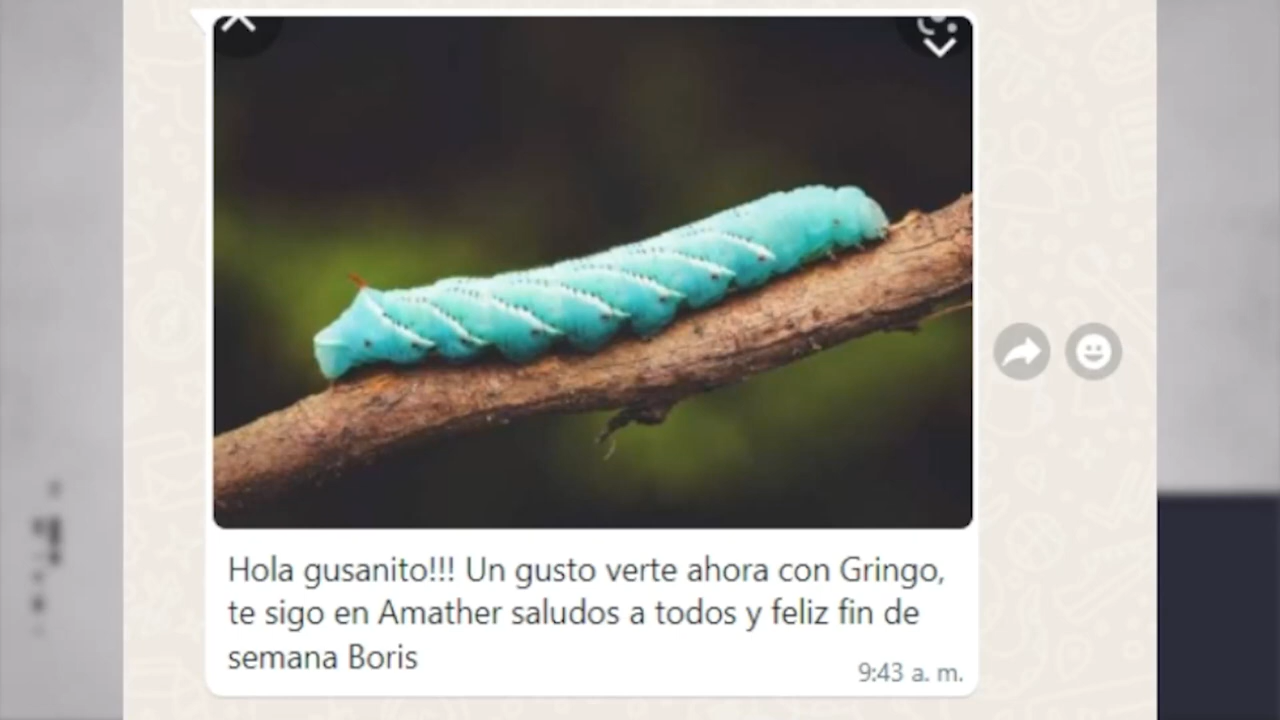 Hola gusanito!!! Un gusto verte ahora con Gringo,
te sigo en Amather saludos a todos y feliz fin de
semana Boris
9:43 a. m.